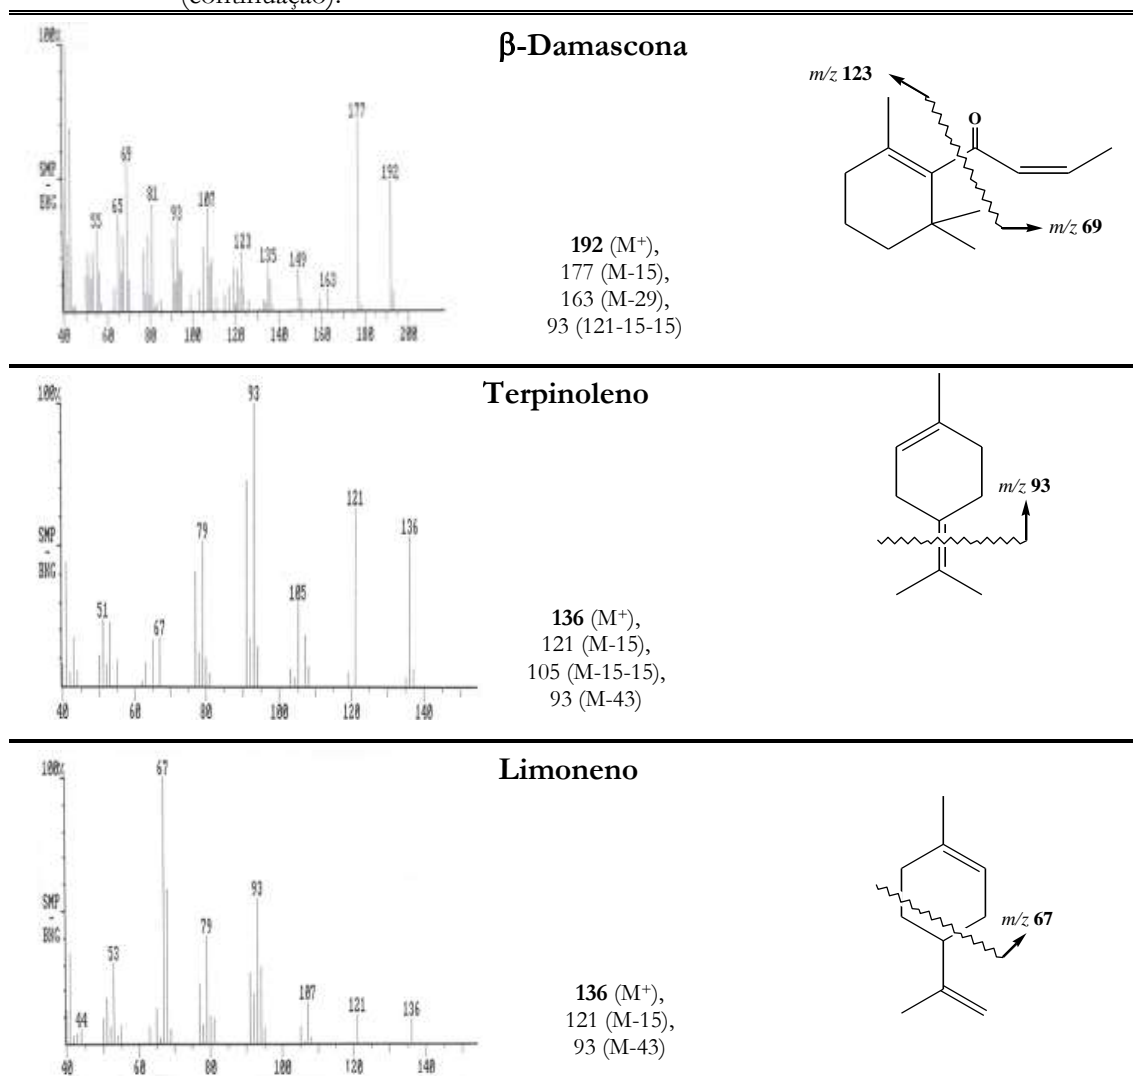 (continuação).
β-Damascona
100%
SMP
BKG
177
69
192
65
81
55
93
107
123
135
149
163
40 60 80 100 120 140 160 180 200
192 (M+),
177 (M-15),
163 (M-29),
93 (121-15-15)
m/z 123
O
m/z 69
Terpinoleno
100%
SMP
BKG
93
121
136
79
105
51
67
40 60 80 100 120 140
136 (M+),
121 (M-15),
105 (M-15-15),
93 (M-43)
m/z 93
Limoneno
100%
SMP
BKG
67
93
79
53
107
44
121
136
40 60 80 100 120 140
136 (M+),
121 (M-15),
93 (M-43)
m/z 67